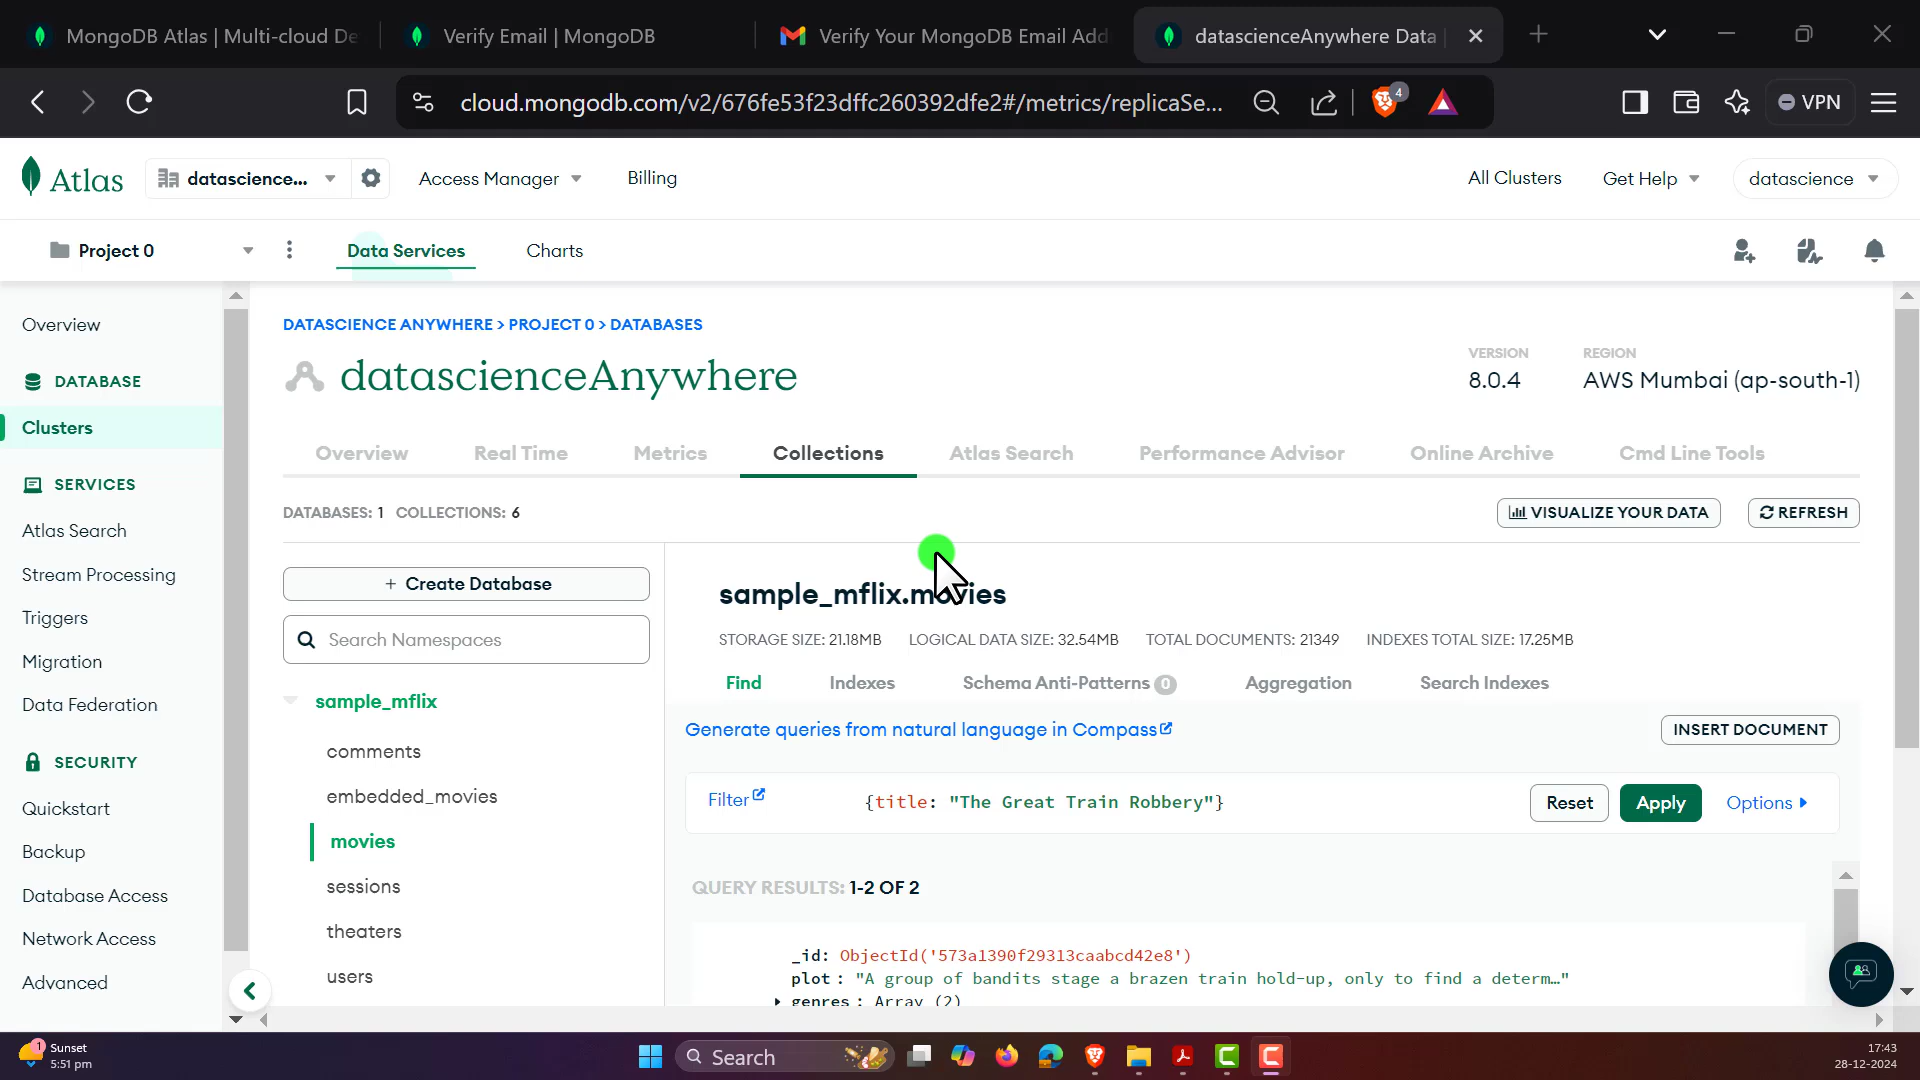 MongoDB Atlas | Multi-cloud De
Verify Email | MongoDB
Verify Your MongoDB Email Add
datascienceAnywhere Data
cloud.mongodb.com/v2/676fe53f23dffc260392dfe2#/metrics/replicaSe...
4
VPN
Atlas
datascience...
Access Manager
Billing
All Clusters
Get Help
datascience
Project 0
Data Services
Charts
Overview
DATABASE
Clusters
SERVICES
Atlas Search
Stream Processing
Triggers
Migration
Data Federation
SECURITY
Quickstart
Backup
Database Access
Network Access
Advanced
DATASCIENCE ANYWHERE > PROJECT 0 > DATABASES
datascienceAnywhere
VERSION
8.0.4
REGION
AWS Mumbai (ap-south-1)
Overview
Real Time
Metrics
Collections
Atlas Search
Performance Advisor
Online Archive
Cmd Line Tools
DATABASES: 1 COLLECTIONS: 6
VISUALIZE YOUR DATA
REFRESH
+ Create Database
Search Namespaces
sample_mflix
comments
embedded_movies
movies
sessions
theaters
users
sample_mflix.movies
STORAGE SIZE: 21.18MB LOGICAL DATA SIZE: 32.54MB TOTAL DOCUMENTS: 21349 INDEXES TOTAL SIZE: 17.25MB
Find
Indexes
Schema Anti-Patterns 0
Aggregation
Search Indexes
Generate queries from natural language in Compass
INSERT DOCUMENT
Filter
{title: "The Great Train Robbery"}
Reset
Apply
Options
QUERY RESULTS: 1-2 OF 2
_id: ObjectId('573a1390f29313caabcd42e8')
plot : "A group of bandits stage a brazen train hold-up, only to find a determ…"
genres : Array (2)
1
Sunset
5:51 pm
Search
17:43
28-12-2024